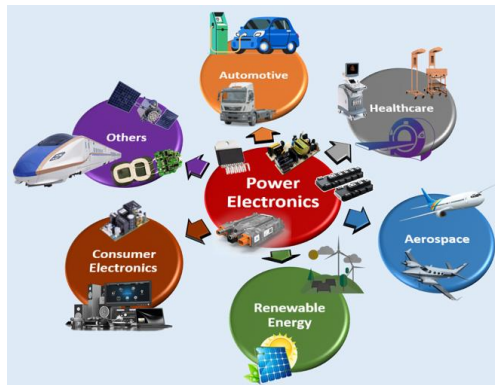 Automotive
Others
Healthcare
Power
Electronics
Consumer
Electronics
Aerospace
Renewable
Energy